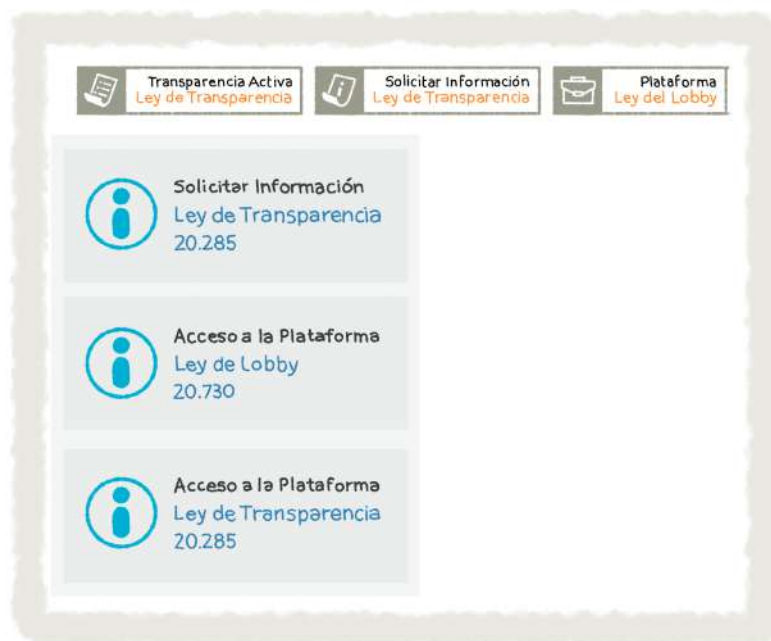 Transparencia Activa
Ley de Transparencia
Solicitar Información
Ley de Transparencia
Plataforma
Ley del Lobby
Solicitar Información
Ley de Transparencia
20.285
Acceso a la Plataforma
Ley de Lobby
20.730
Acceso a la Plataforma
Ley de Transparencia
20.285